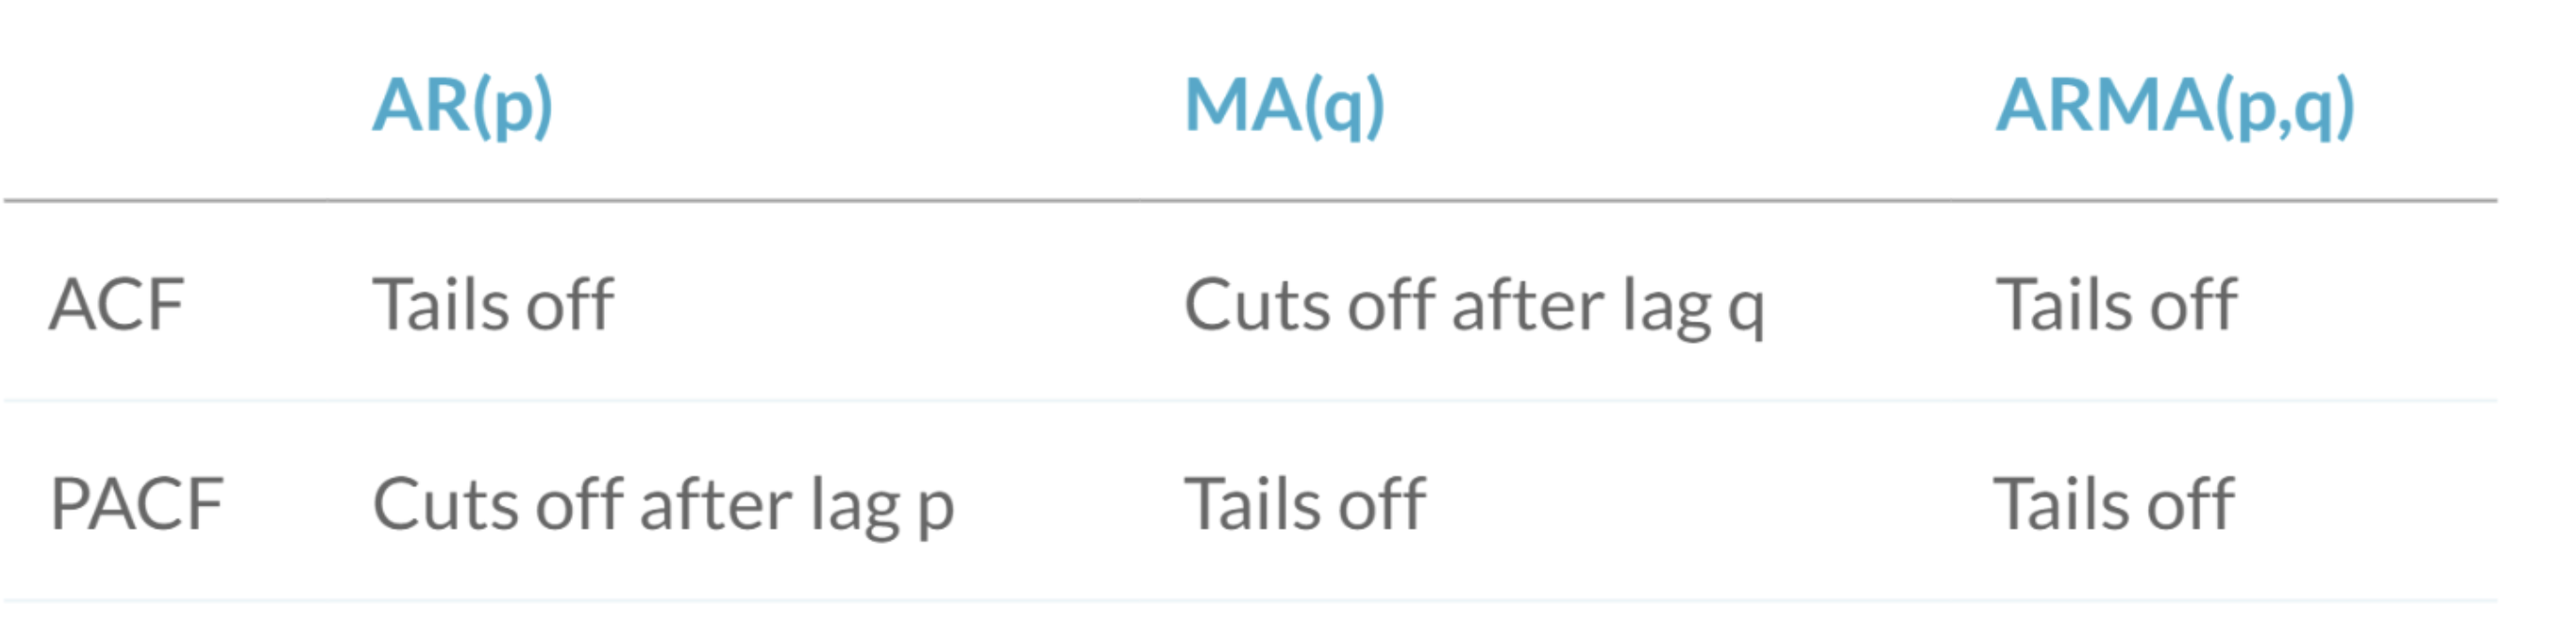 AR(p) MA(q) ARMA(p,q)
ACF Tails off Cuts off after lag q Tails off
PACF Cuts off after lag p Tails off Tails off